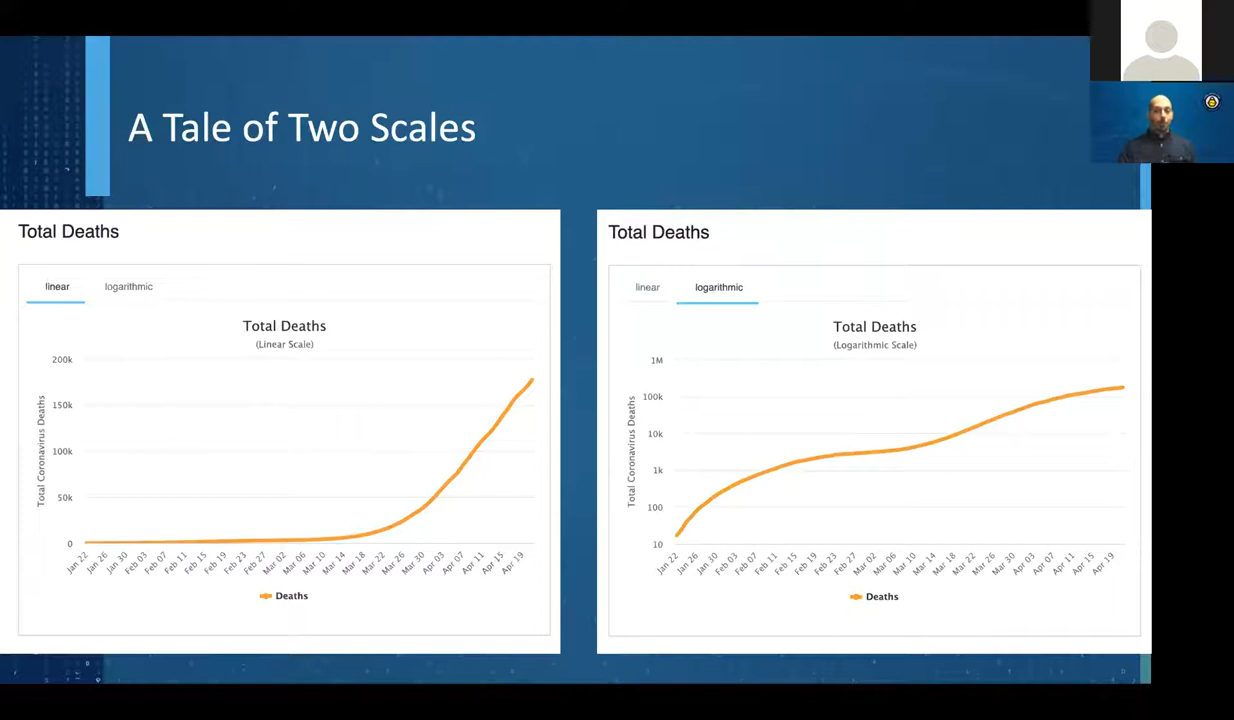 A Tale of Two Scales
Total Deaths
linear logarithmic
Total Deaths
(Linear Scale)
Total Coronavirus Deaths
200k
150k
100k
50k
0
Jan 22 Jan 26 Jan 30 Feb 03 Feb 07 Feb 11 Feb 15 Feb 19 Feb 23 Feb 27 Mar 02 Mar 06 Mar 10 Mar 14 Mar 18 Mar 22 Mar 26 Mar 30 Apr 03 Apr 07 Apr 11 Apr 15 Apr 19
Deaths
Total Deaths
linear logarithmic
Total Deaths
(Logarithmic Scale)
Total Coronavirus Deaths
1M
100k
10k
1k
100
10
Jan 22 Jan 26 Jan 30 Feb 03 Feb 07 Feb 11 Feb 15 Feb 19 Feb 23 Feb 27 Mar 02 Mar 06 Mar 10 Mar 14 Mar 18 Mar 22 Mar 26 Mar 30 Apr 03 Apr 07 Apr 11 Apr 15 Apr 19
Deaths